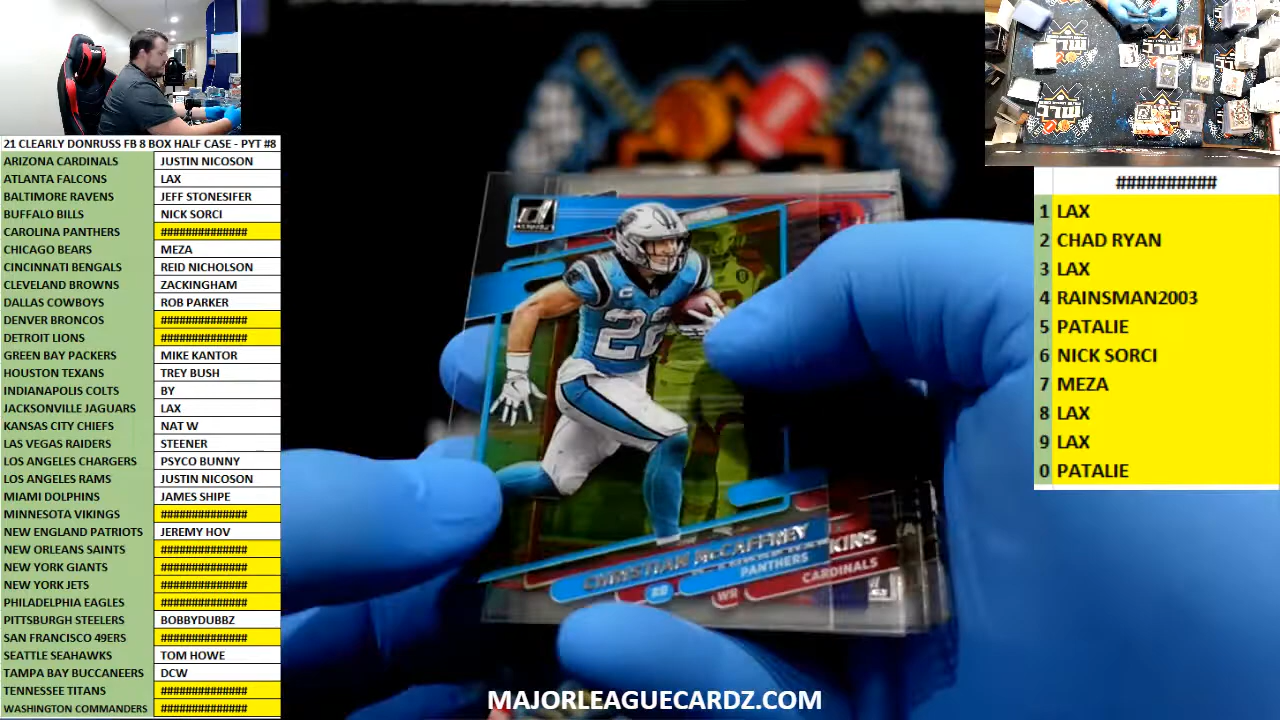 21 CLEARLY DONRUSS FB 8 BOX HALF CASE - PYT #8
ARIZONA CARDINALS JUSTIN NICOSON
ATLANTA FALCONS LAX
BALTIMORE RAVENS JEFF STONESIFER
BUFFALO BILLS NICK SORCI
CAROLINA PANTHERS ##############
CHICAGO BEARS MEZA
CINCINNATI BENGALS REID NICHOLSON
CLEVELAND BROWNS ZACKINGHAM
DALLAS COWBOYS ROB PARKER
DENVER BRONCOS ##############
DETROIT LIONS ##############
GREEN BAY PACKERS MIKE KANTOR
HOUSTON TEXANS TREY BUSH
INDIANAPOLIS COLTS BY
JACKSONVILLE JAGUARS LAX
KANSAS CITY CHIEFS NAT W
LAS VEGAS RAIDERS STEENER
LOS ANGELES CHARGERS PSYCO BUNNY
LOS ANGELES RAMS JUSTIN NICOSON
MIAMI DOLPHINS JAMES SHIPE
MINNESOTA VIKINGS ##############
NEW ENGLAND PATRIOTS JEREMY HOV
NEW ORLEANS SAINTS ##############
NEW YORK GIANTS ##############
NEW YORK JETS ##############
PHILADELPHIA EAGLES ##############
PITTSBURGH STEELERS BOBBYDUBBZ
SAN FRANCISCO 49ERS ##############
SEATTLE SEAHAWKS TOM HOWE
TAMPA BAY BUCCANEERS DCW
TENNESSEE TITANS ##############
WASHINGTON COMMANDERS ##############
DONRUSS
22
CHRISTIAN McCAFFREY
KINS
RB PANTHERS
WR CARDINALS
MAJORLEAGUECARDZ.COM
##########
1 LAX
2 CHAD RYAN
3 LAX
4 RAINSMAN2003
5 PATALIE
6 NICK SORCI
7 MEZA
8 LAX
9 LAX
0 PATALIE